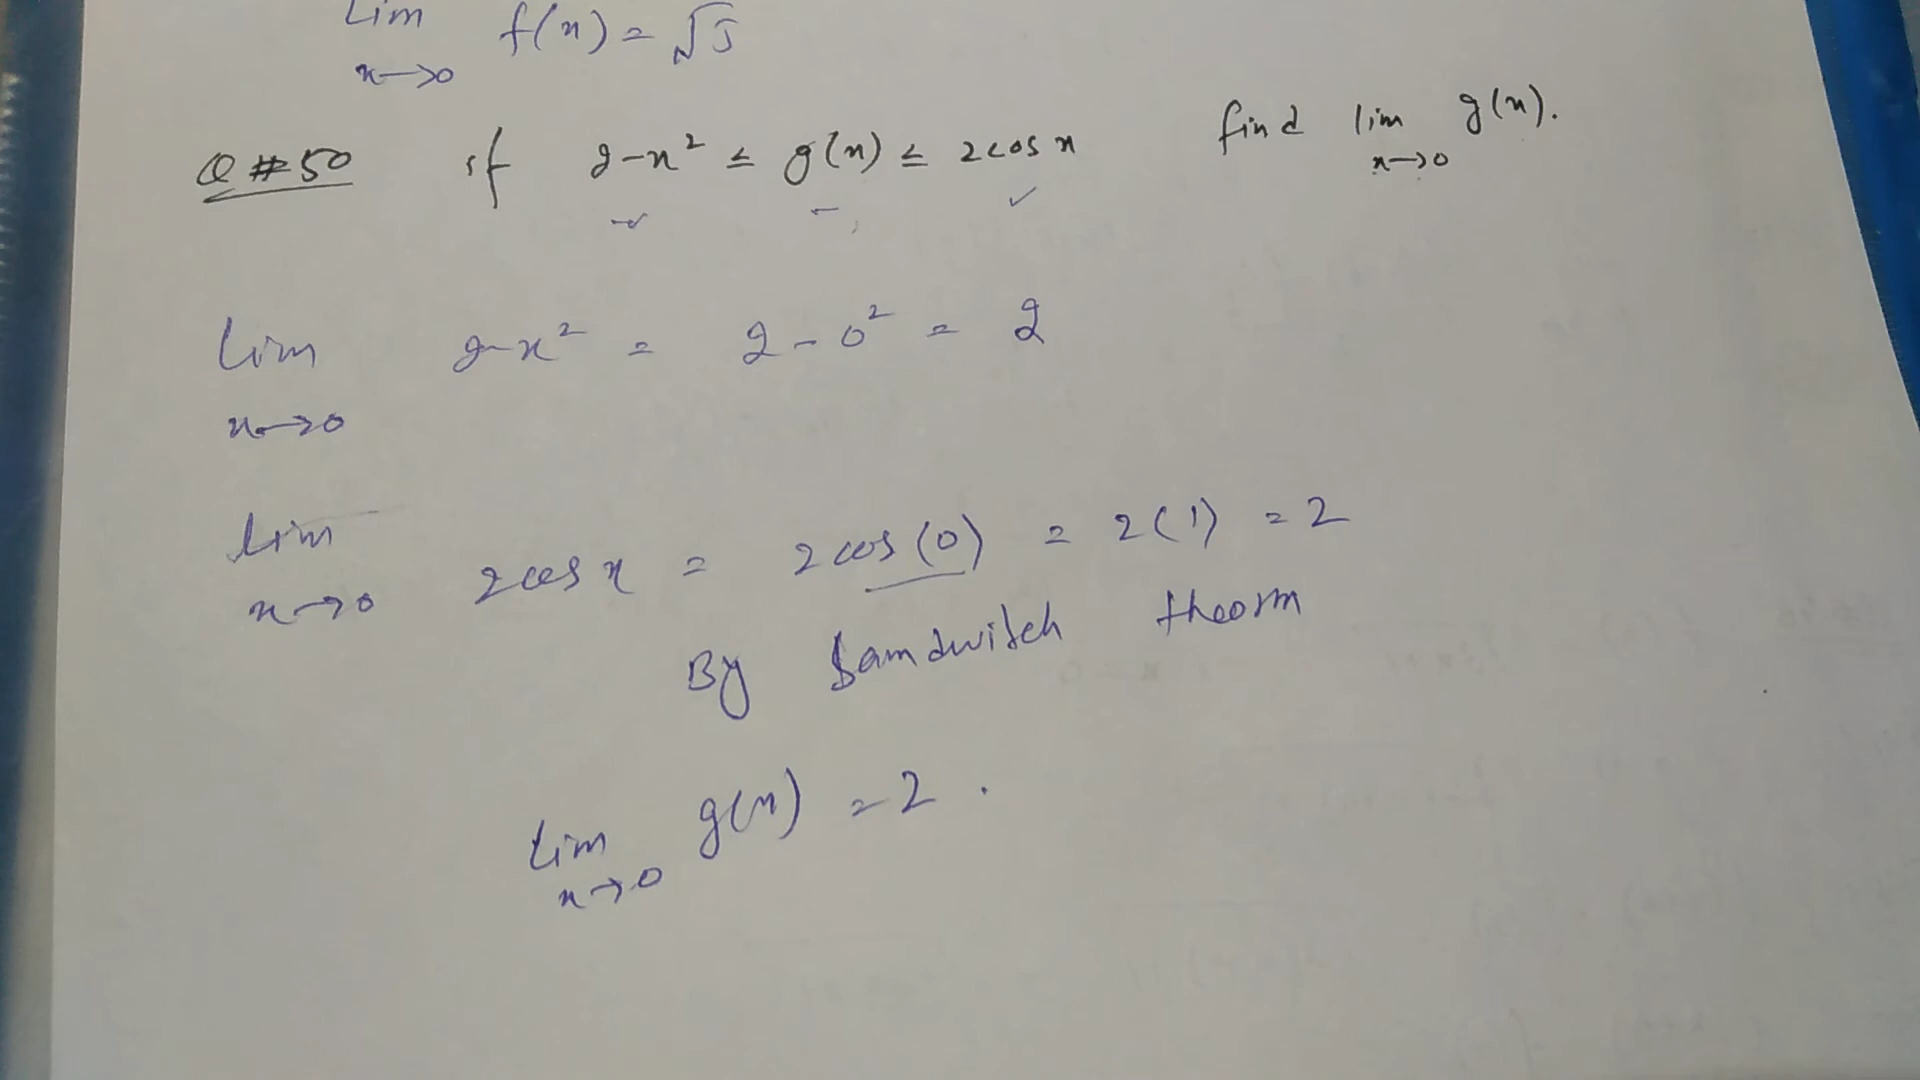 Lim f(x) = √5
x→0
Q#50 if 2-x² ≤ g(x) ≤ 2cos x find lim g(x).
x→0
lim 2-x² = 2-0² = 2
x→0
lim 2cos x = 2cos(0) = 2(1) = 2
x→0
By Sandwitch theorm
lim g(x) = 2.
x→0